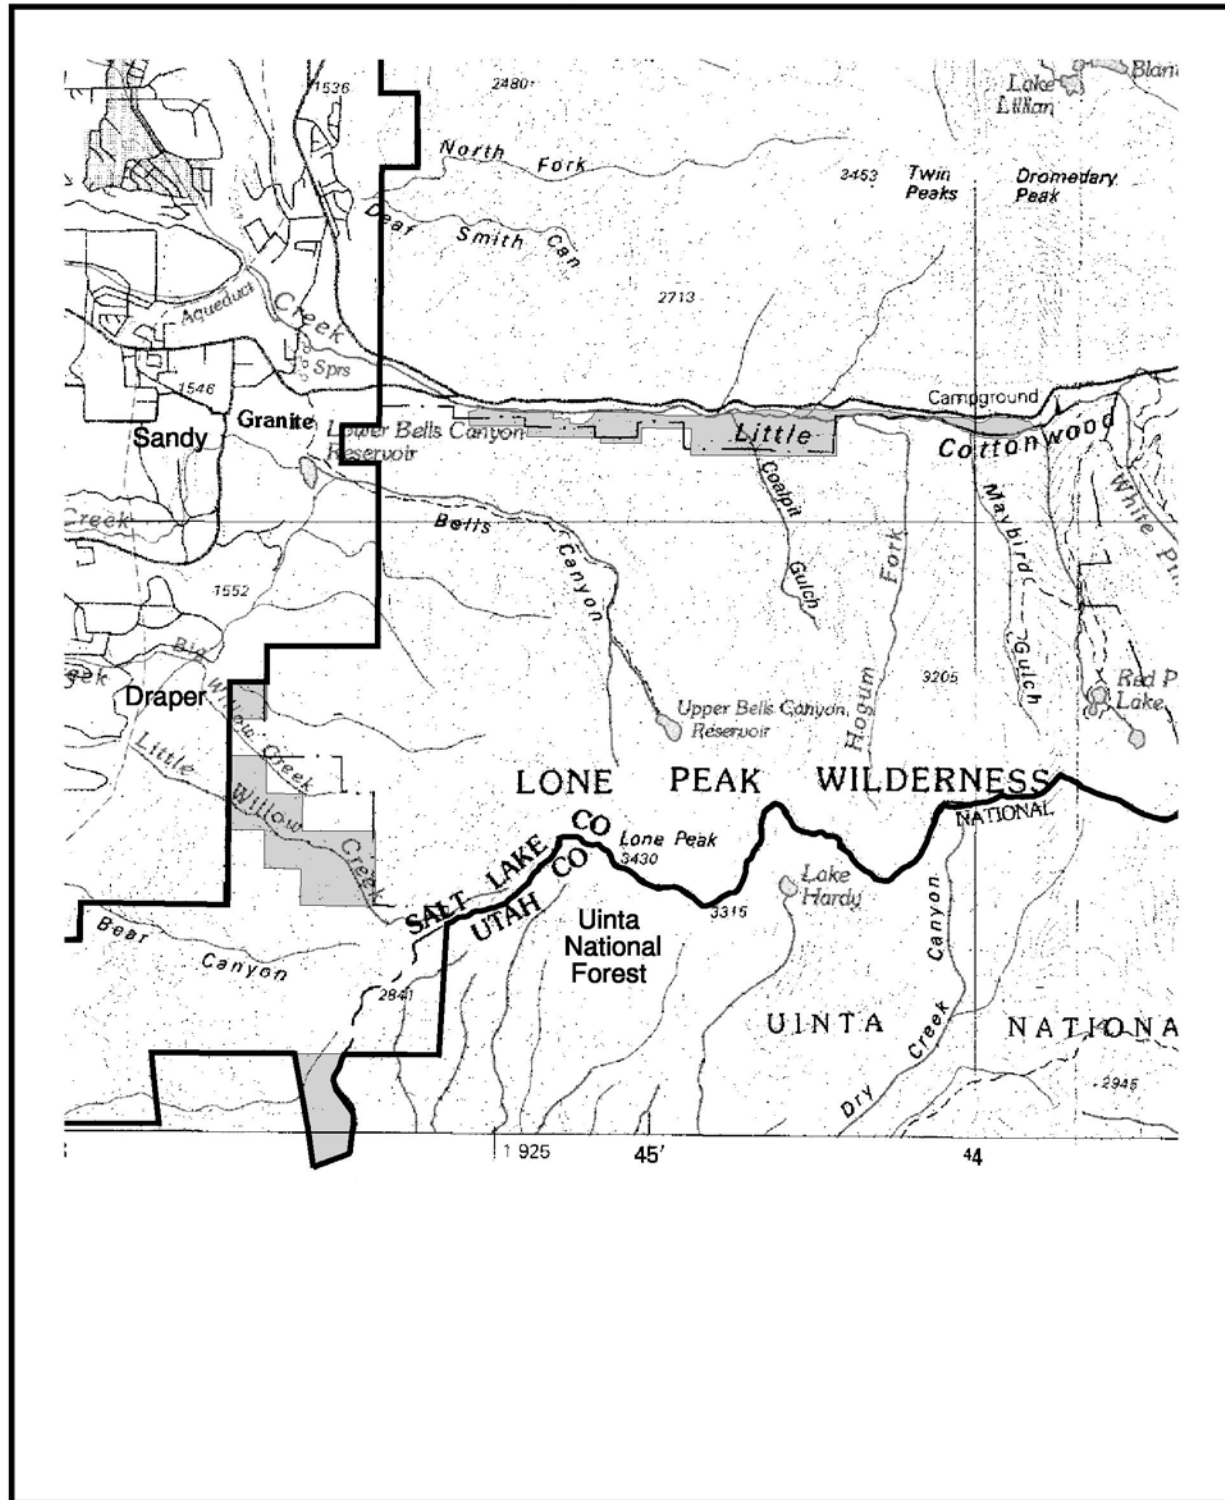 1536
2480
Lake
Lillian
North Fork
3453
Twin
Peaks
Dromedary
Peak
Deaf Smith Can
2713
Aqueduct
Creek
Sprs
1546
Granite
Sandy
Lower Bells Canyon
Reservoir
Campground
Little
Cottonwood
Creek
Bells
Canyon
Coalpit
Gulch
Fork
Hogum
Maybird
Gulch
White
1552
Big
Willow Creek
Draper
Little
Willow
Creek
3205
Red P
Lake
Upper Bells Canyon
Reservoir
LONE PEAK WILDERNESS
NATIONAL
SALT LAKE CO
UTAH CO
Lone Peak
3430
Lake
Hardy
3315
Uinta
National
Forest
Bear
Canyon
2841
Canyon
Dry Creek
UINTA NATIONA
2945
1 925
45'
44